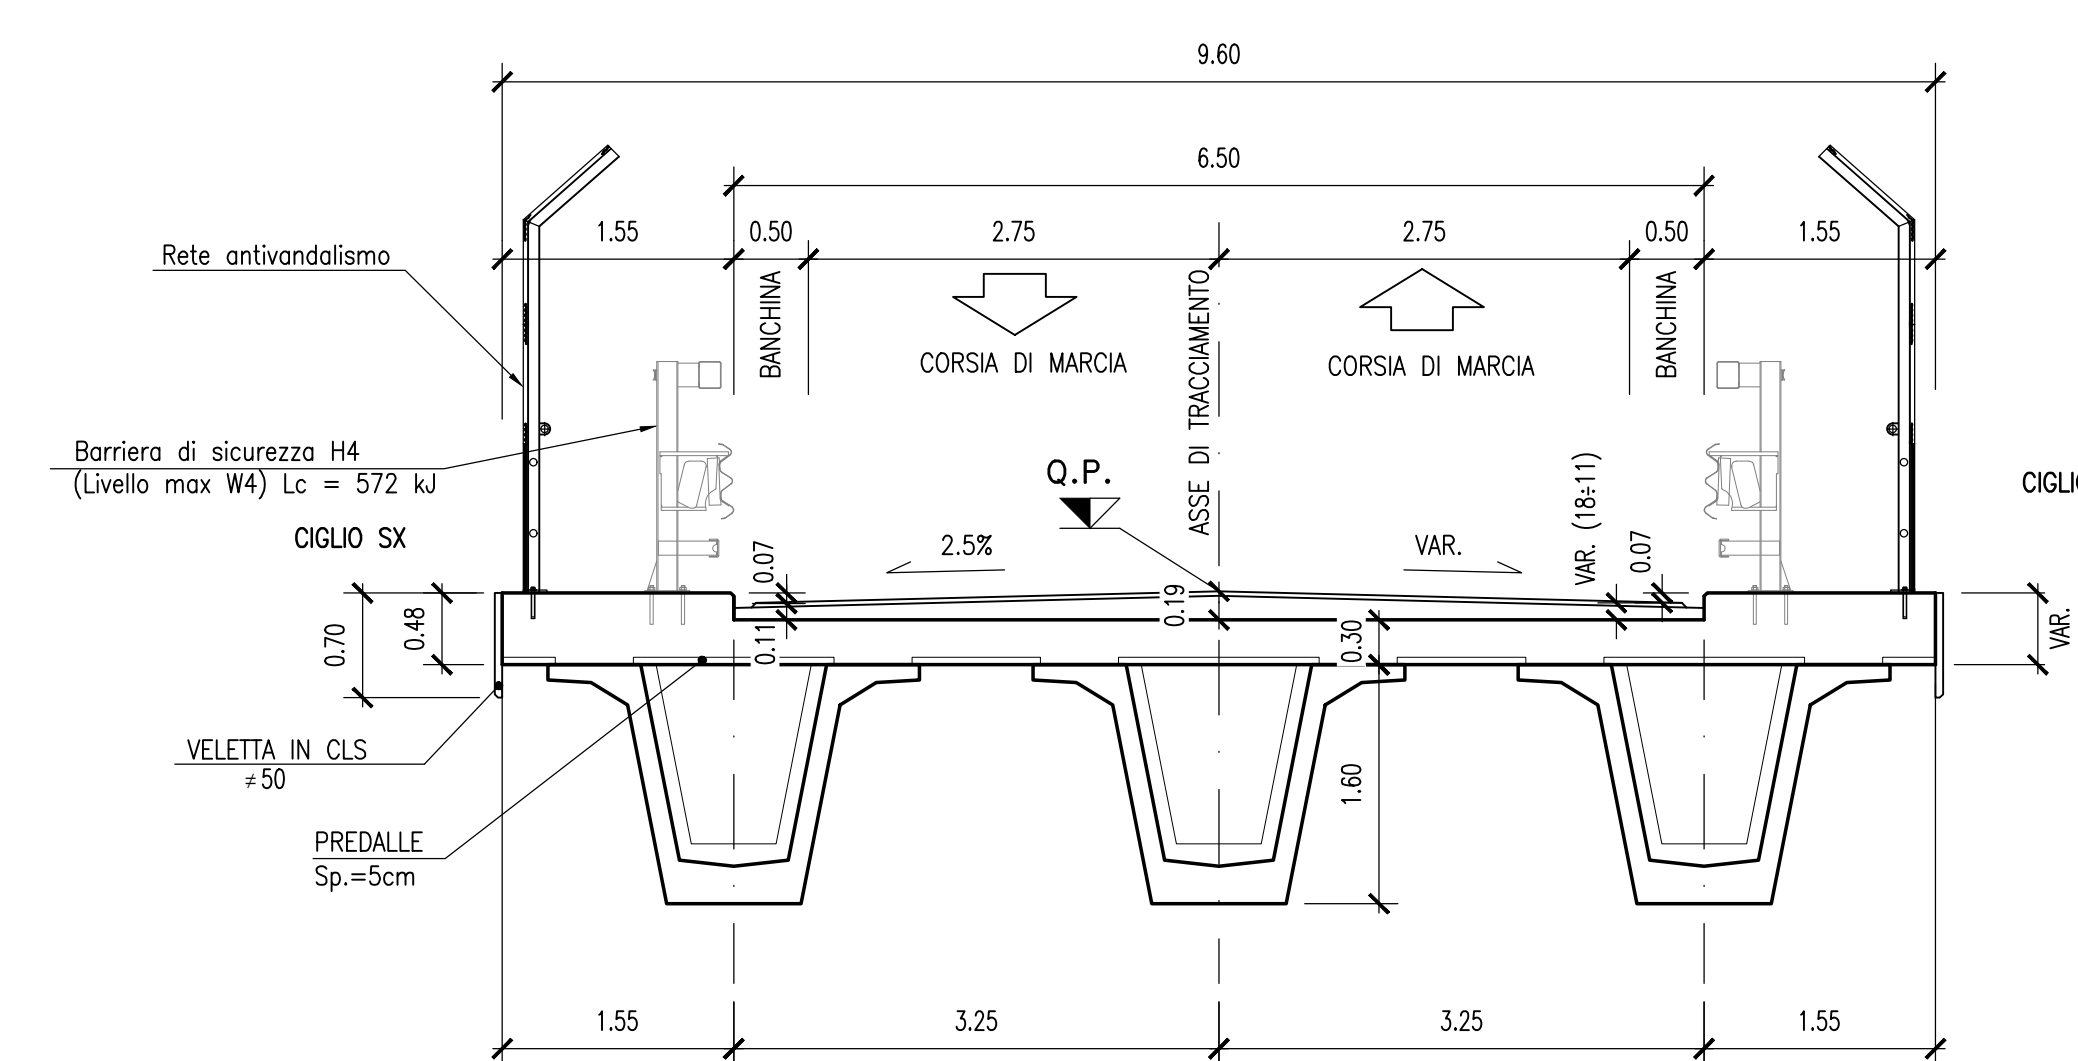 9.60
6.50
1.55
0.50
2.75
2.75
0.50
1.55
Rete antivandalismo
BANCHINA
ASSE DI TRACCIAMENTO
BANCHINA
CORSIA DI MARCIA
CORSIA DI MARCIA
Barriera di sicurezza H4
(Livello max W4) Lc = 572 kJ
Q.P.
VAR. (18÷11)
CIGLIO SX
2.5%
VAR.
0.07
0.07
0.19
0.70
0.48
0.11
0.30
VAR.
VELETTA IN CLS
≠50
1.60
PREDALLE
Sp.=5cm
1.55
3.25
3.25
1.55